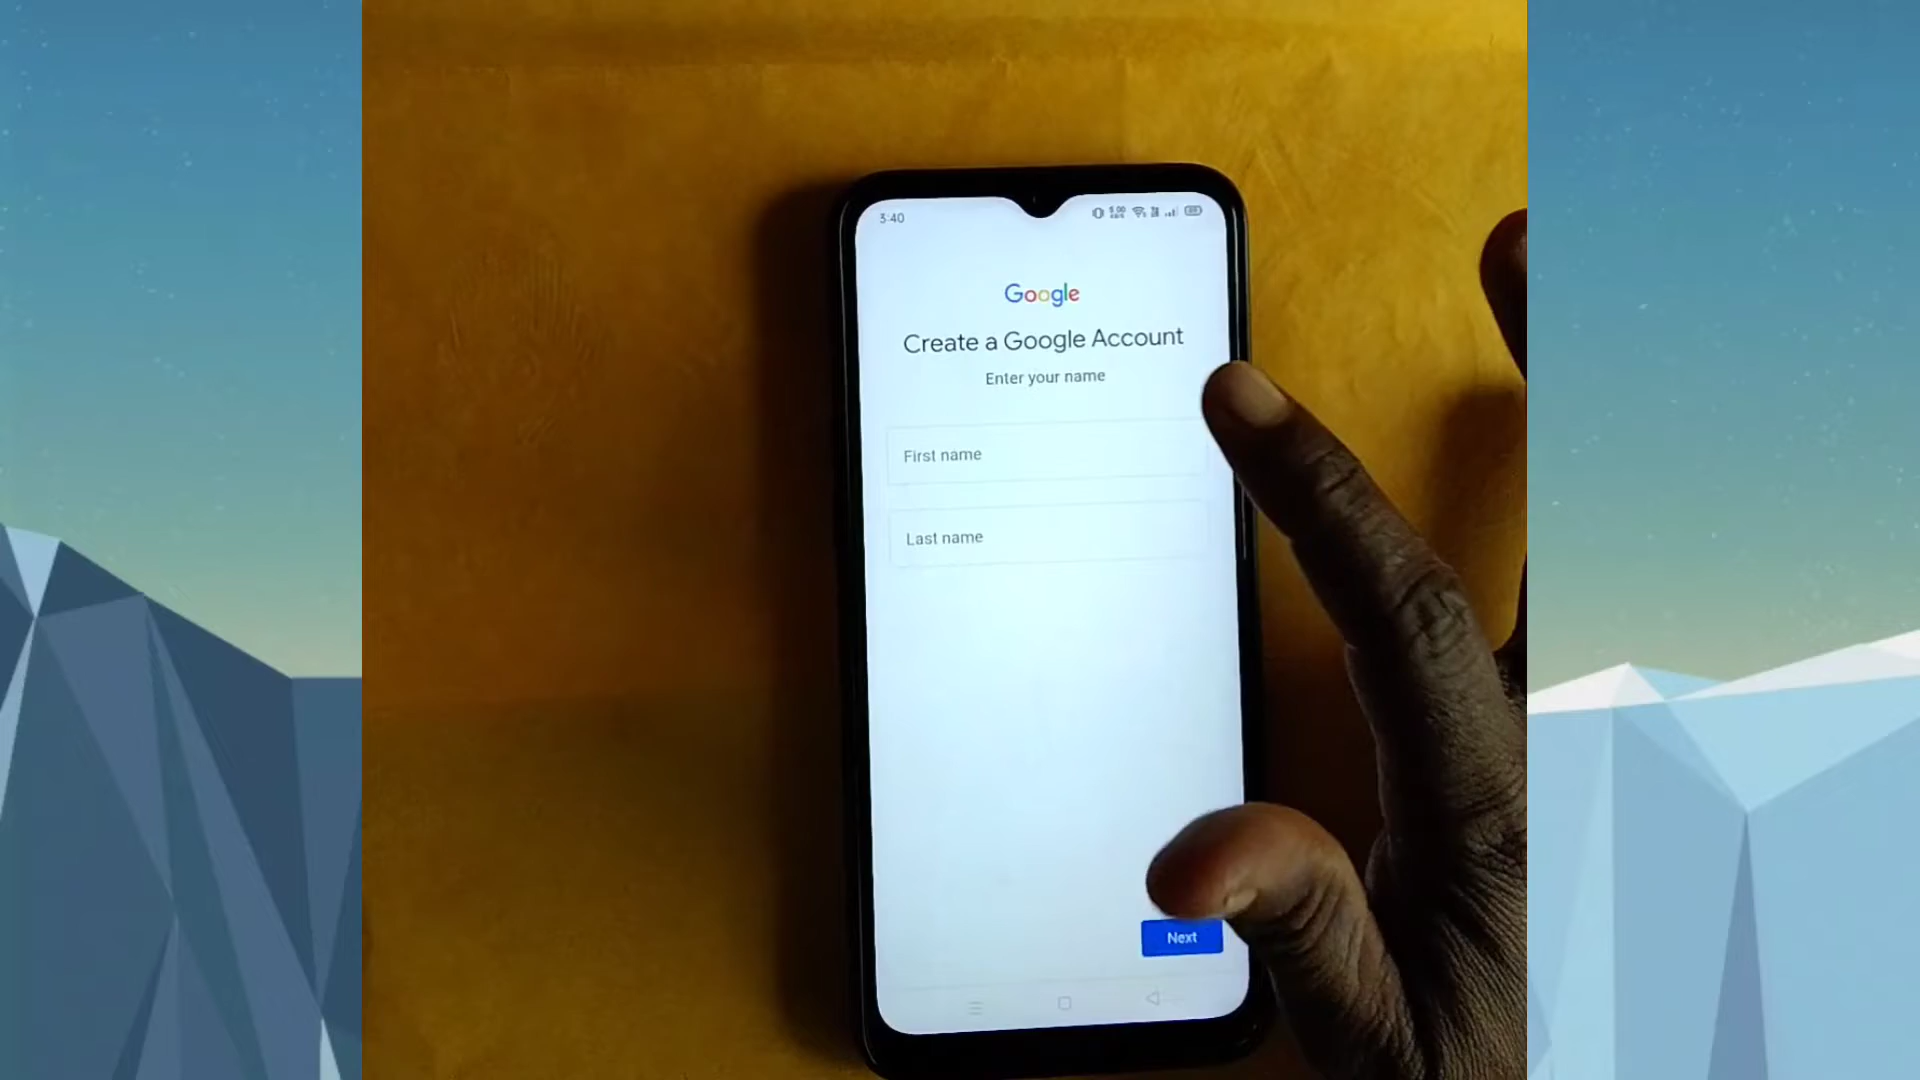 3:40
Google
Create a Google Account
Enter your name
First name
Last name
Next